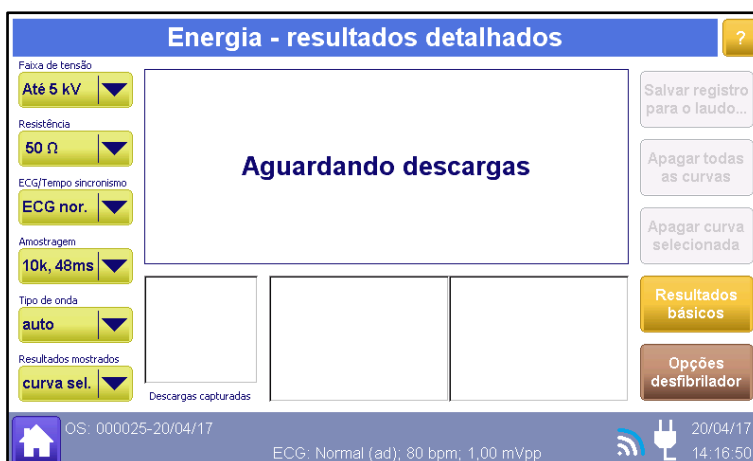 Energia - resultados detalhados
?
Faixa de tensão
Até 5 kV
Resistência
50 Ω
ECG/Tempo sincronismo
ECG nor.
Amostragem
10k, 48ms
Tipo de onda
auto
Resultados mostrados
curva sel.
Aguardando descargas
Descargas capturadas
Salvar registro
para o laudo...
Apagar todas
as curvas
Apagar curva
selecionada
Resultados
básicos
Opções
desfibrilador
OS: 000025-20/04/17
ECG: Normal (ad); 80 bpm; 1,00 mVpp
20/04/17
14:16:50